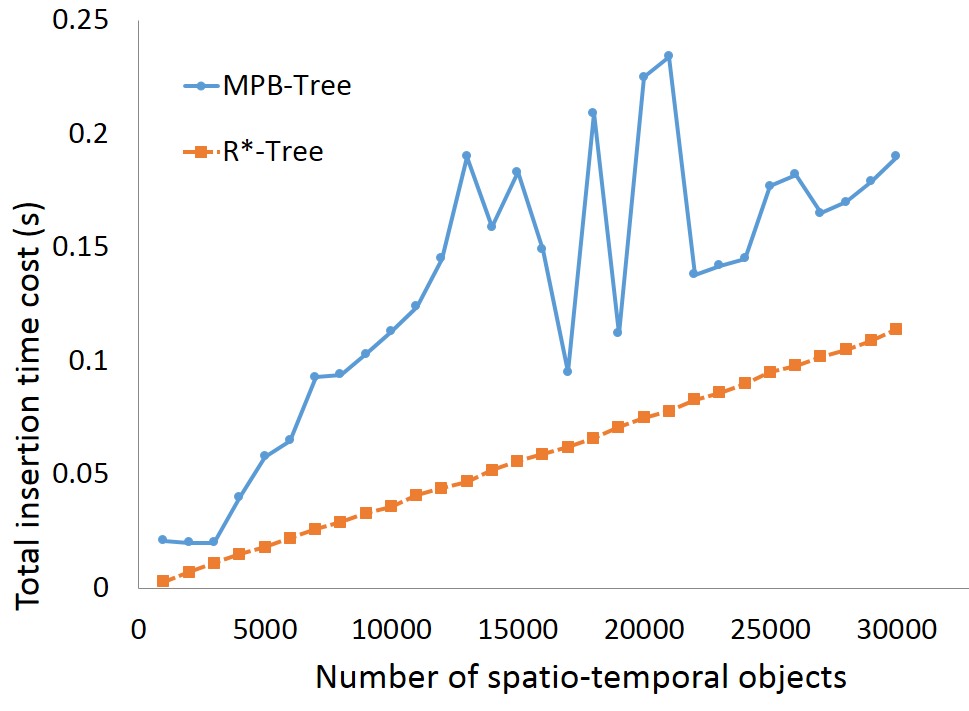 0.25
MPB-Tree
0.2
R*-Tree
0.15
0.1
0.05
0
Total insertion time cost (s)
0 5000 10000 15000 20000 25000 30000
Number of spatio-temporal objects